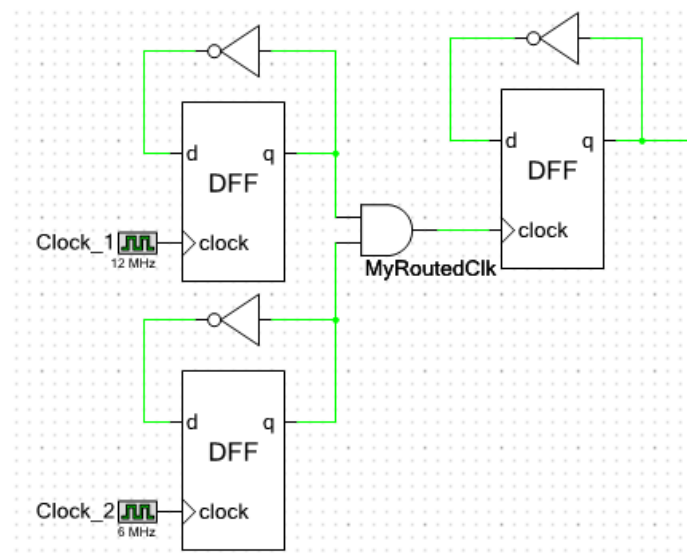 d q
DFF
Clock_1
12 MHz
clock
d q
DFF
clock
MyRoutedClk
d q
DFF
Clock_2
6 MHz
clock